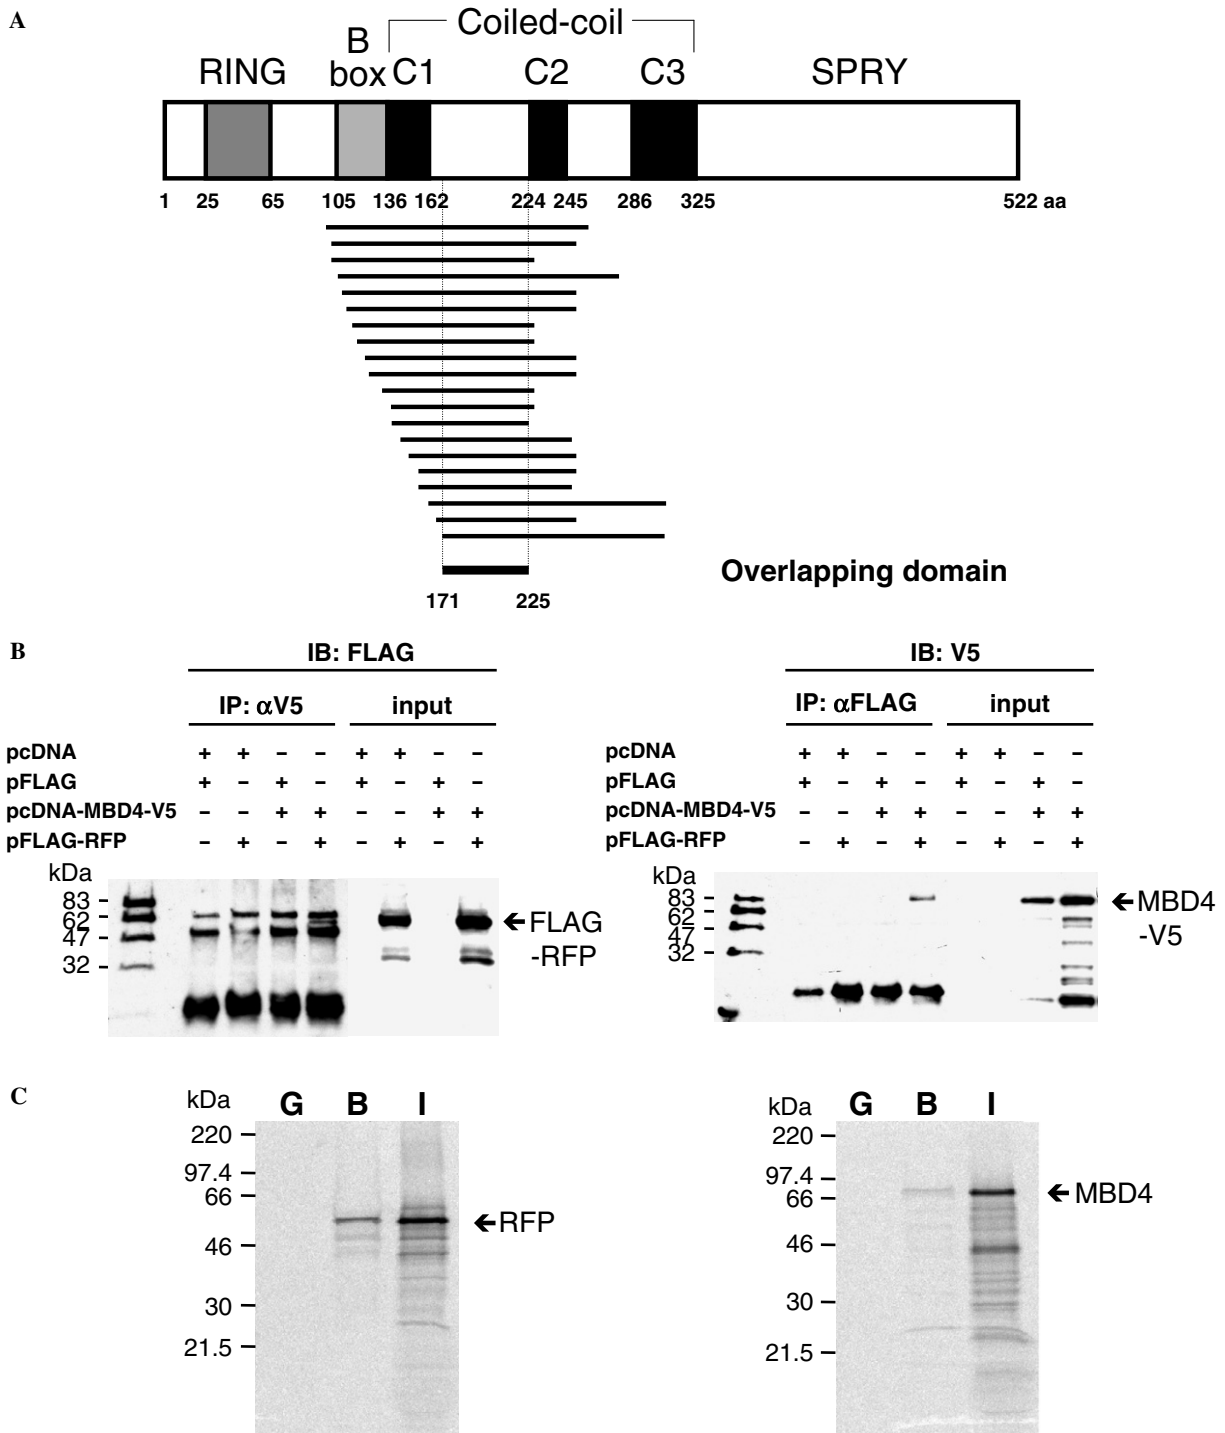 A
Coiled-coil
B
RING box C1 C2 C3 SPRY
1 25 65 105 136 162 224 245 286 325 522 aa
Overlapping domain
171 225
B
IB: FLAG
IP: αV5 input
pcDNA + + − − + + − −
pFLAG + − + − + − + −
pcDNA-MBD4-V5 − − + + − − + +
pFLAG-RFP − + − + − + − +
kDa
83
62
47
32
FLAG
-RFP
IB: V5
IP: αFLAG input
pcDNA + + − − + + − −
pFLAG + − + − + − + −
pcDNA-MBD4-V5 − − + + − − + +
pFLAG-RFP − + − + − + − +
kDa
83
62
47
32
MBD4
-V5
C
kDa G B I
220
97.4
66
46
30
21.5
RFP
kDa G B I
220
97.4
66
46
30
21.5
MBD4